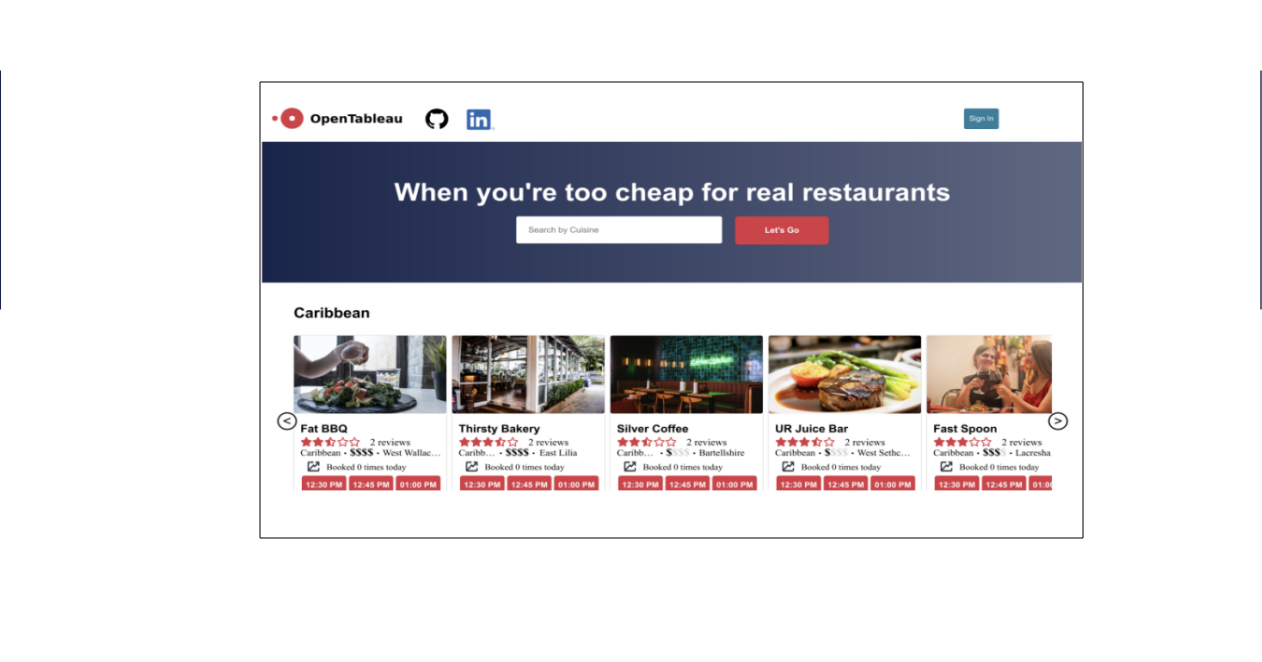 OpenTableau
in
Sign In
When you're too cheap for real restaurants
Search by Cuisine
Let's Go
Caribbean
Fat BBQ
2 reviews
Caribbean • $$$$ • West Wallac...
Booked 0 times today
12:30 PM 12:45 PM 01:00 PM
Thirsty Bakery
2 reviews
Caribb... • $$$$ • East Lilia
Booked 0 times today
12:30 PM 12:45 PM 01:00 PM
Silver Coffee
2 reviews
Caribb... • $$$$ • Bartellshire
Booked 0 times today
12:30 PM 12:45 PM 01:00 PM
UR Juice Bar
2 reviews
Caribbean • $$$$ • West Sethc...
Booked 0 times today
12:30 PM 12:45 PM 01:00 PM
Fast Spoon
2 reviews
Caribbean • $$$$ • Lacresha
Booked 0 times today
12:30 PM 12:45 PM 01:0
< >